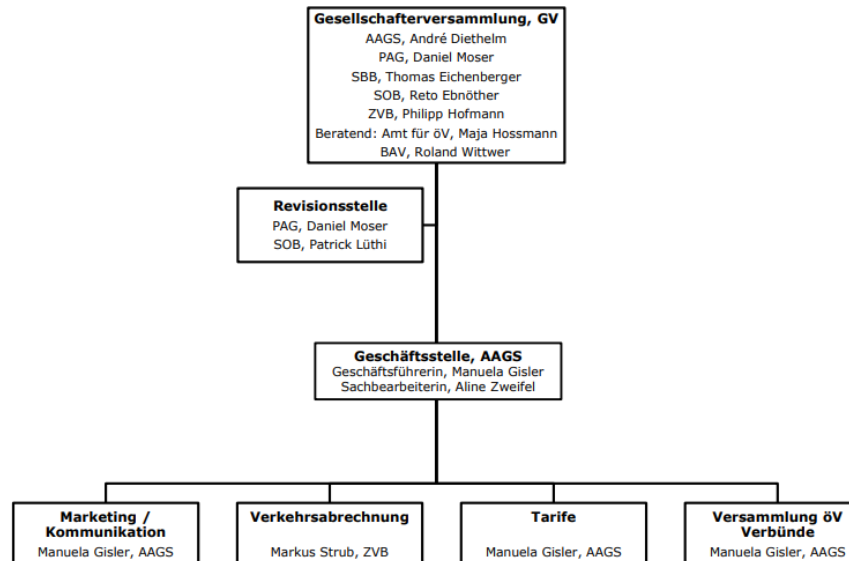 Gesellschafterversammlung, GV
AAGS, André Diethelm
PAG, Daniel Moser
SBB, Thomas Eichenberger
SOB, Reto Ebnöther
ZVB, Philipp Hofmann
Beratend: Amt für öV, Maja Hossmann
BAV, Roland Wittwer
Revisionsstelle
PAG, Daniel Moser
SOB, Patrick Lüthi
Geschäftsstelle, AAGS
Geschäftsführerin, Manuela Gisler
Sachbearbeiterin, Aline Zweifel
Marketing /
Kommunikation
Manuela Gisler, AAGS
Verkehrsabrechnung
Markus Strub, ZVB
Tarife
Manuela Gisler, AAGS
Versammlung öV
Verbünde
Manuela Gisler, AAGS